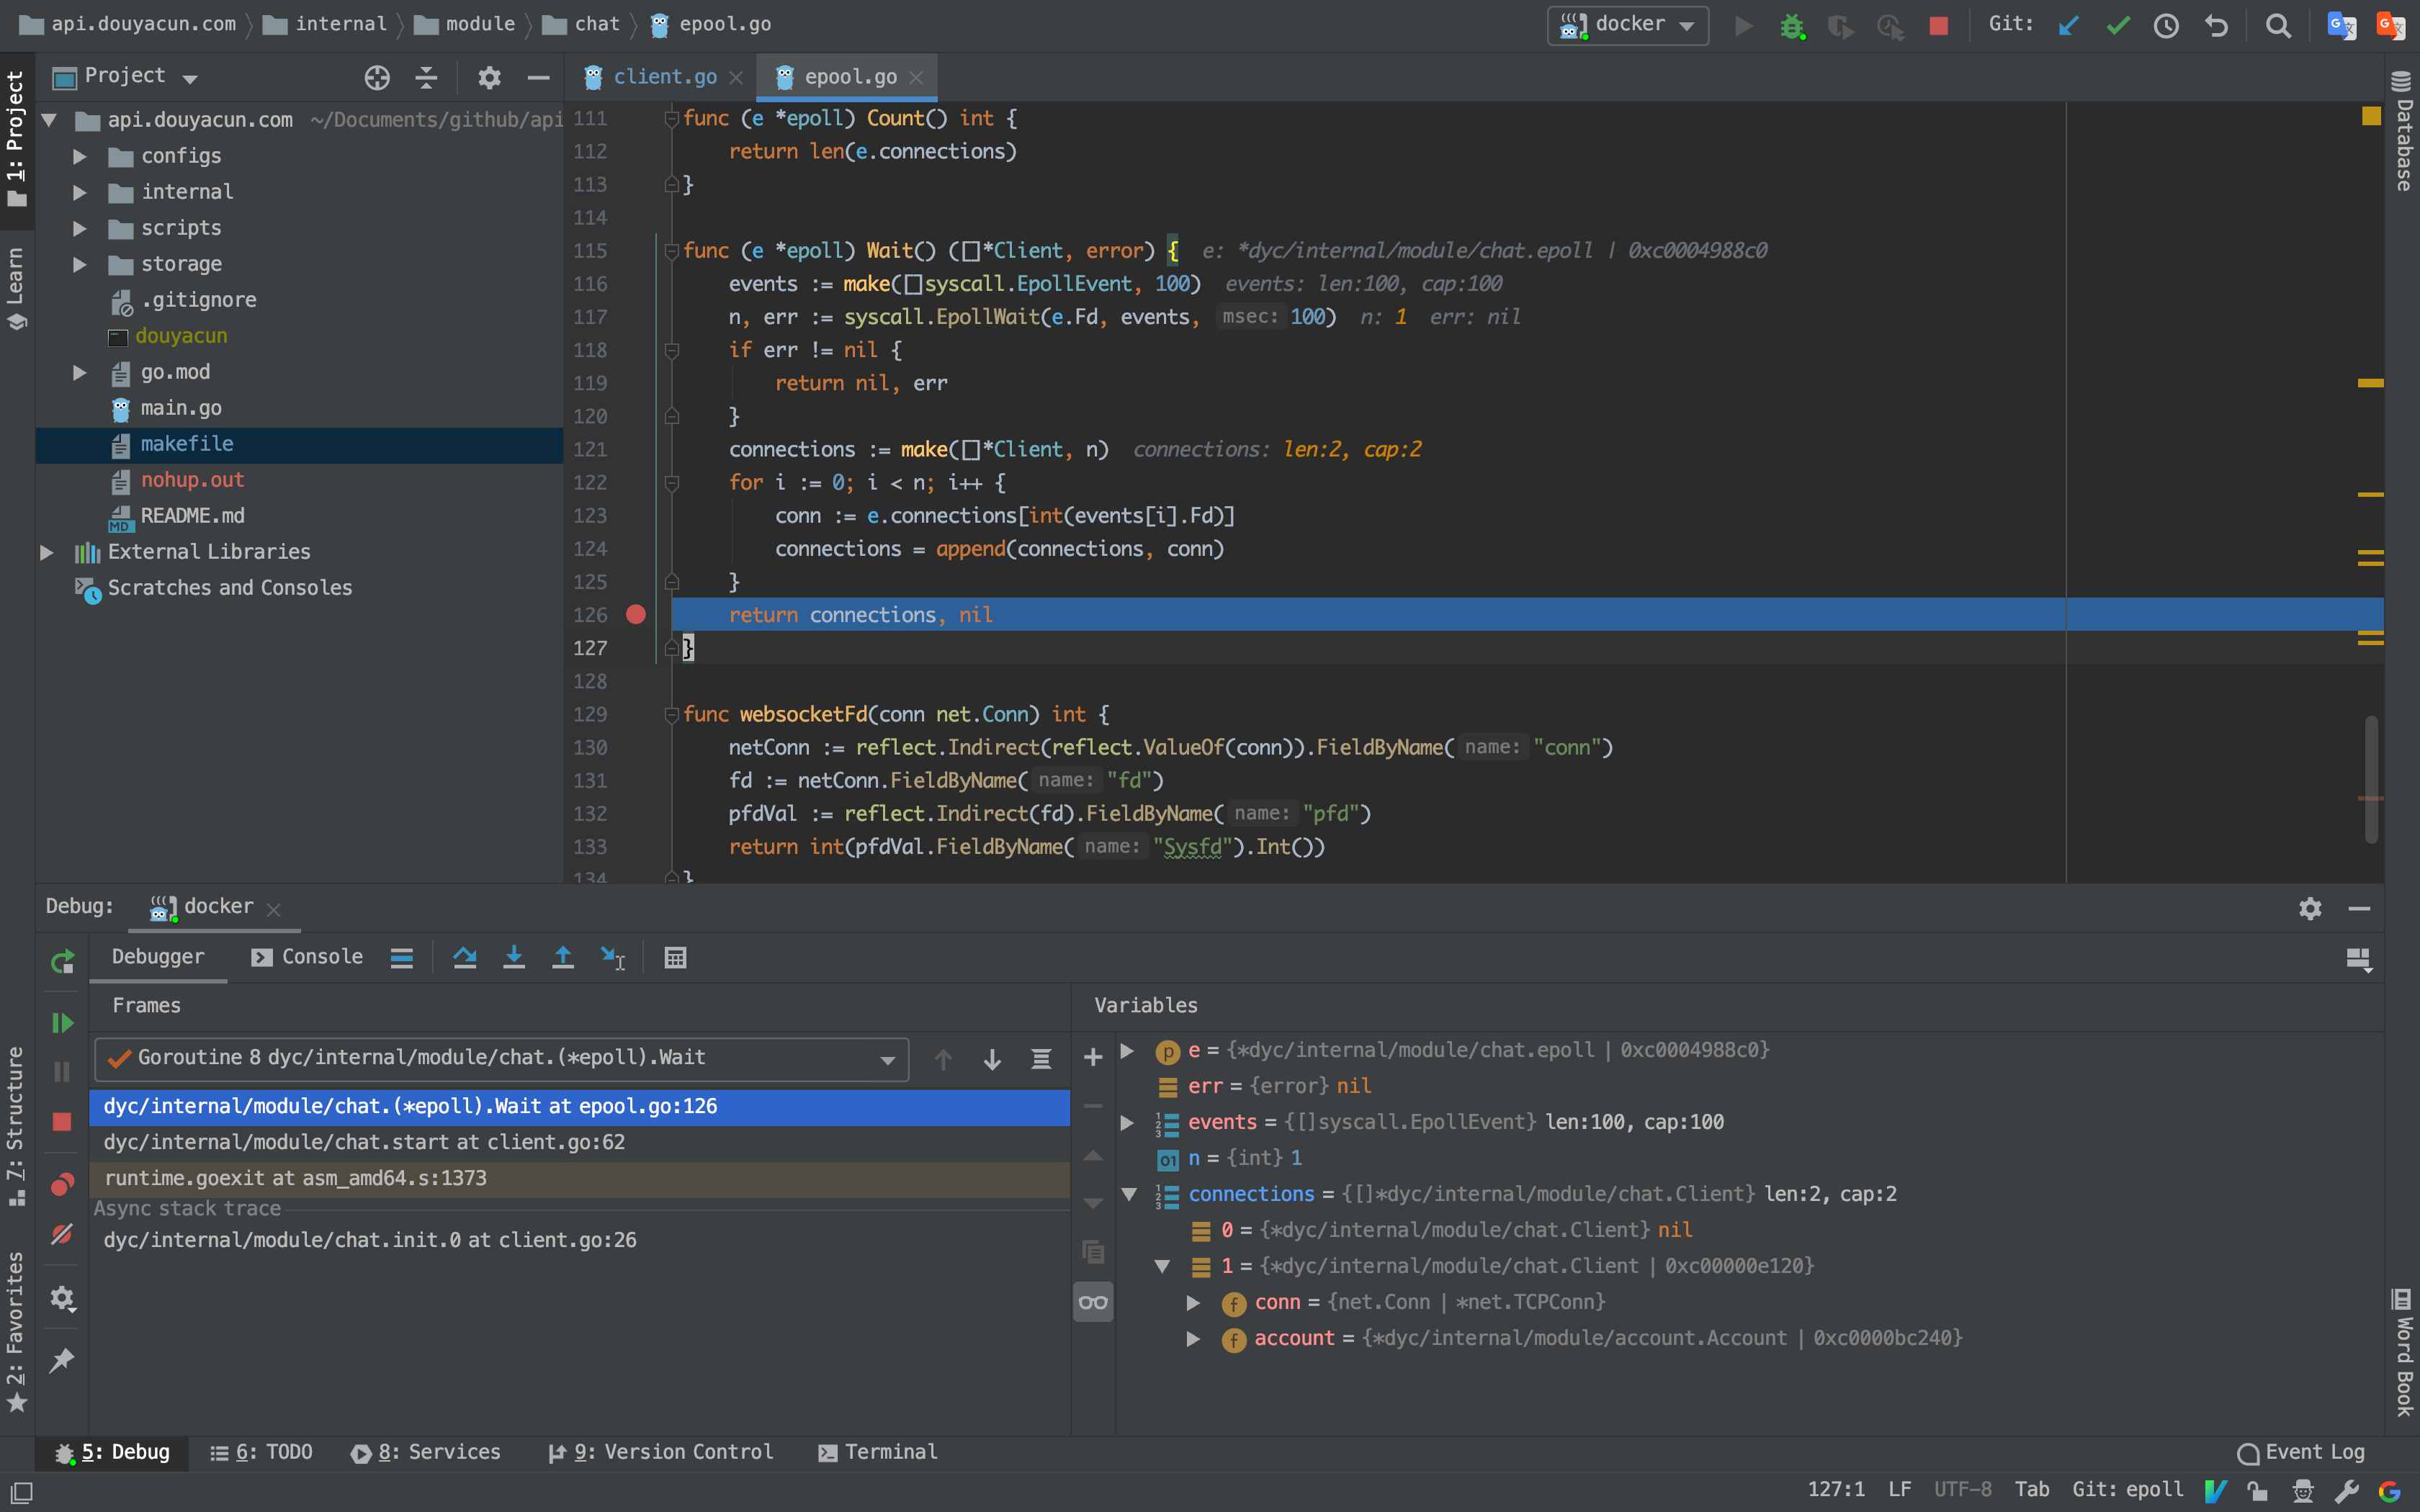 api.douyacun.com internal module chat epool.go
docker
Git:
1: Project
Learn
7: Structure
2: Favorites
Project
client.go
epool.go
Database
Word Book
api.douyacun.com ~/Documents/github/api
configs
internal
scripts
storage
.gitignore
douyacun
go.mod
main.go
makefile
nohup.out
README.md
External Libraries
Scratches and Consoles
111 func (e *epoll) Count() int {
112 return len(e.connections)
113 }
114
115 func (e *epoll) Wait() ([]*Client, error) { e: *dyc/internal/module/chat.epoll | 0xc0004988c0
116 events := make([]syscall.EpollEvent, 100) events: len:100, cap:100
117 n, err := syscall.EpollWait(e.Fd, events, msec: 100) n: 1 err: nil
118 if err != nil {
119 return nil, err
120 }
121 connections := make([]*Client, n) connections: len:2, cap:2
122 for i := 0; i < n; i++ {
123 conn := e.connections[int(events[i].Fd)]
124 connections = append(connections, conn)
125 }
126 return connections, nil
127 }
128
129 func websocketFd(conn net.Conn) int {
130 netConn := reflect.Indirect(reflect.ValueOf(conn)).FieldByName( name: "conn")
131 fd := netConn.FieldByName( name: "fd")
132 pfdVal := reflect.Indirect(fd).FieldByName( name: "pfd")
133 return int(pfdVal.FieldByName( name: "Sysfd").Int())
134 }
Debug: docker
Debugger Console
Frames
Goroutine 8 dyc/internal/module/chat.(*epoll).Wait
dyc/internal/module/chat.(*epoll).Wait at epool.go:126
dyc/internal/module/chat.start at client.go:62
runtime.goexit at asm_amd64.s:1373
Async stack trace
dyc/internal/module/chat.init.0 at client.go:26
Variables
e = {*dyc/internal/module/chat.epoll | 0xc0004988c0}
err = {error} nil
events = {[]syscall.EpollEvent} len:100, cap:100
n = {int} 1
connections = {[]*dyc/internal/module/chat.Client} len:2, cap:2
0 = {*dyc/internal/module/chat.Client} nil
1 = {*dyc/internal/module/chat.Client | 0xc00000e120}
conn = {net.Conn | *net.TCPConn}
account = {*dyc/internal/module/account.Account | 0xc0000bc240}
5: Debug 6: TODO 8: Services 9: Version Control Terminal Event Log
127:1 LF UTF-8 Tab Git: epoll